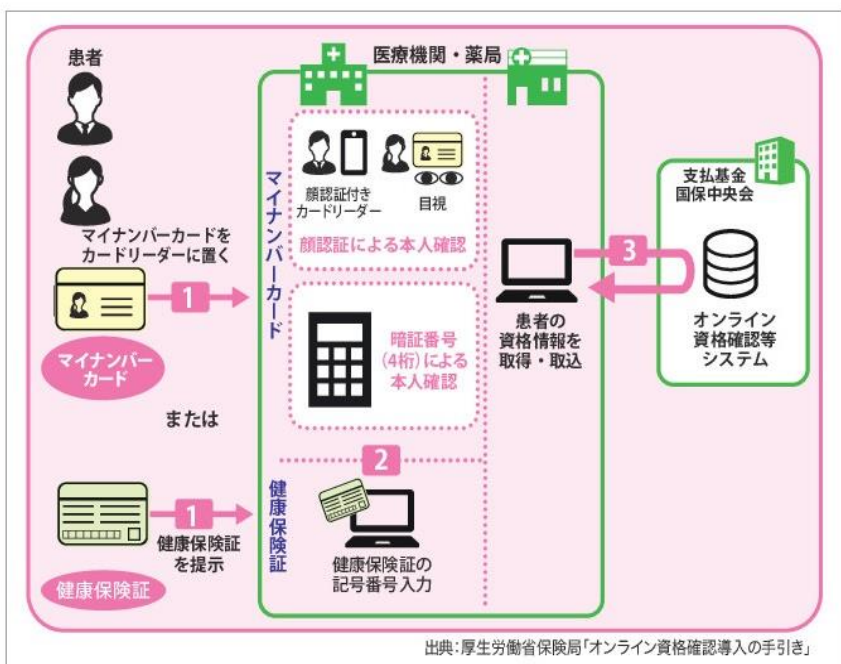 患者
医療機関・薬局
マイナンバーカードを
カードリーダーに置く
1
マイナンバー
カード
または
1
健康保険証
を提示
健康保険証
マイナンバーカード
顔認証付き
カードリーダー
目視
顔認証による本人確認
暗証番号
(4桁)による
本人確認
2
健康保険証
健康保険証の
記号番号入力
患者の
資格情報を
取得・取込
3
支払基金
国保中央会
オンライン
資格確認等
システム
出典:厚生労働省保険局「オンライン資格確認導入の手引き」